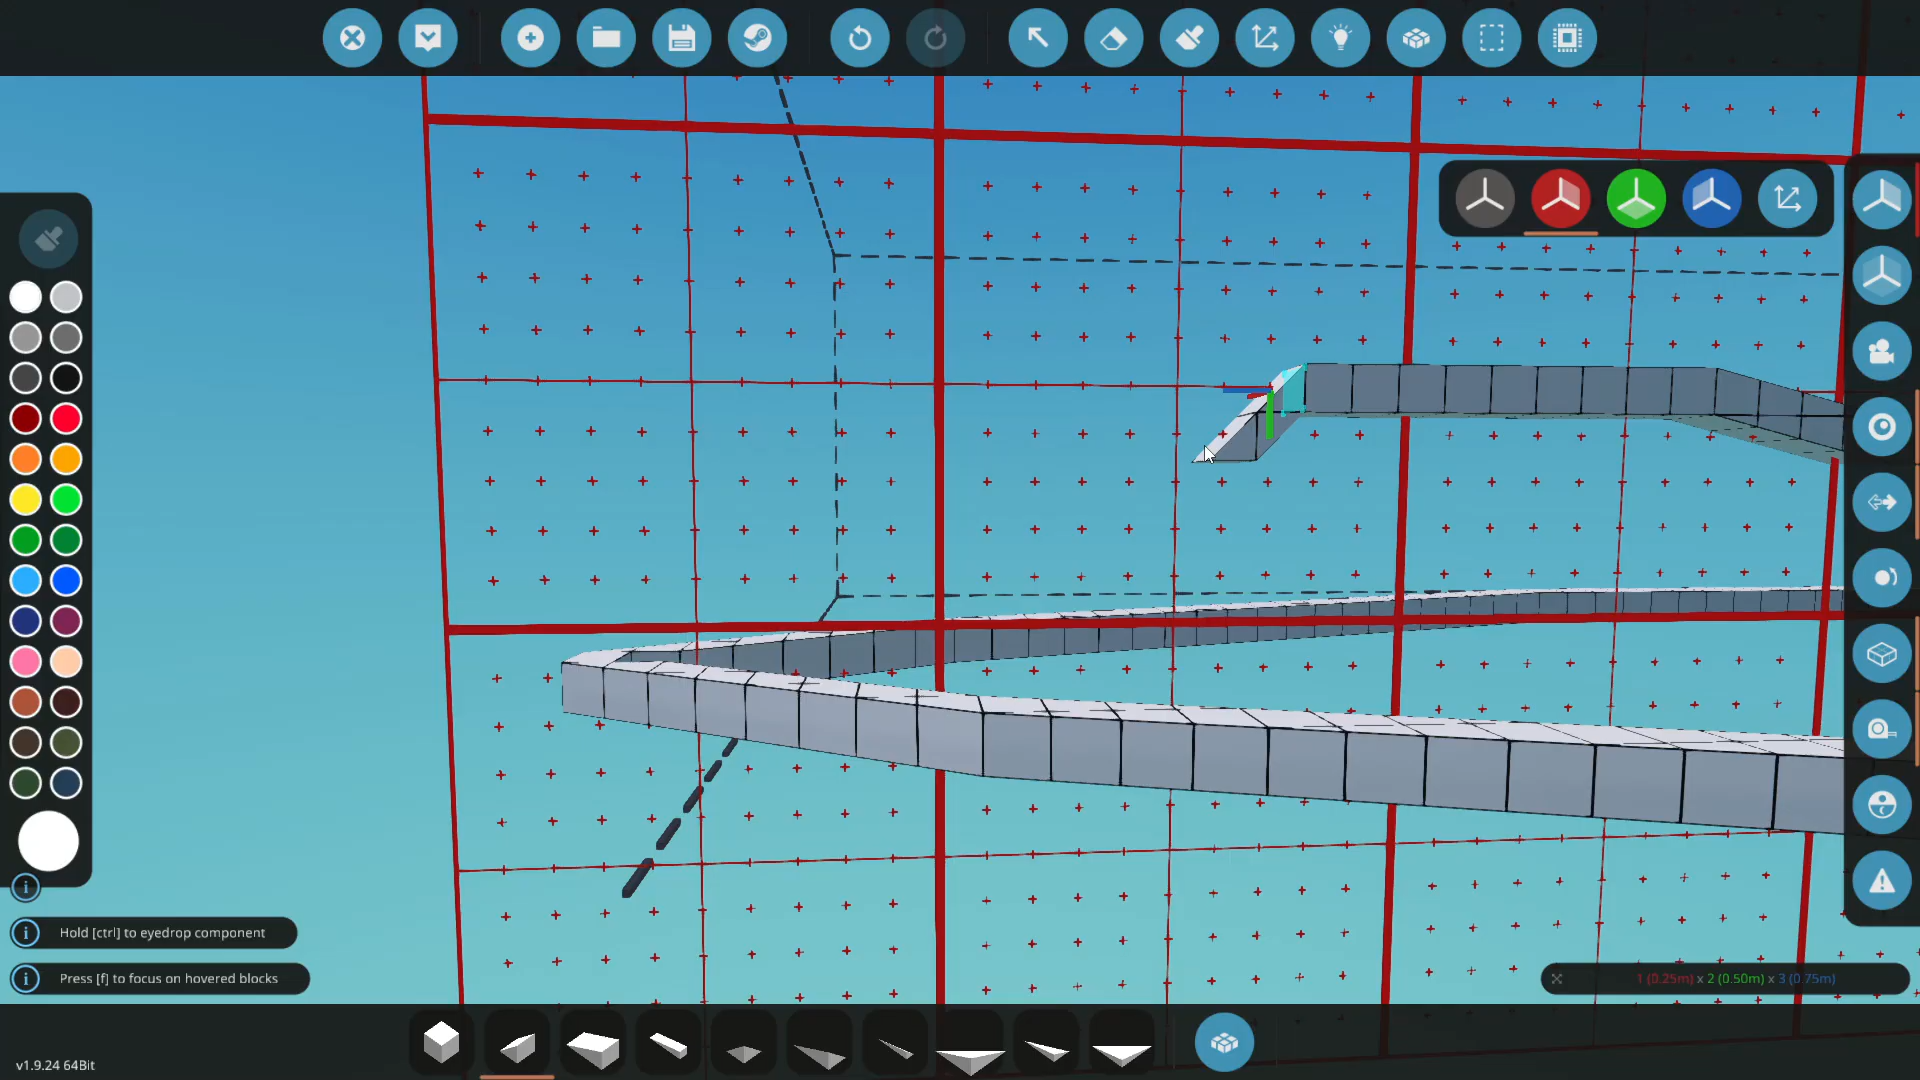 Hold [ctrl] to eyedrop component
Press [f] to focus on hovered blocks
1 (0.25m) x 2 (0.50m) x 3 (0.75m)
v1.9.24 64Bit